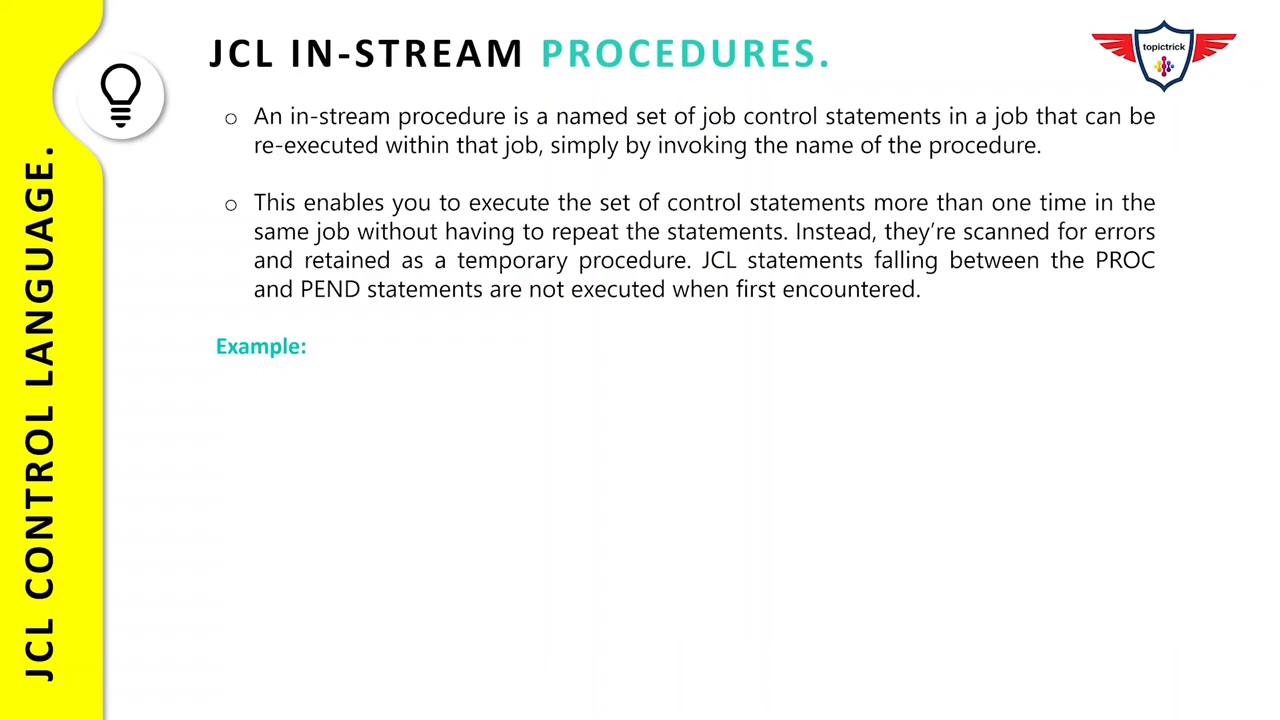 JCL CONTROL LANGUAGE.
JCL IN-STREAM PROCEDURES.
topictrick
o An in-stream procedure is a named set of job control statements in a job that can be
re-executed within that job, simply by invoking the name of the procedure.
o This enables you to execute the set of control statements more than one time in the
same job without having to repeat the statements. Instead, they’re scanned for errors
and retained as a temporary procedure. JCL statements falling between the PROC
and PEND statements are not executed when first encountered.
Example: